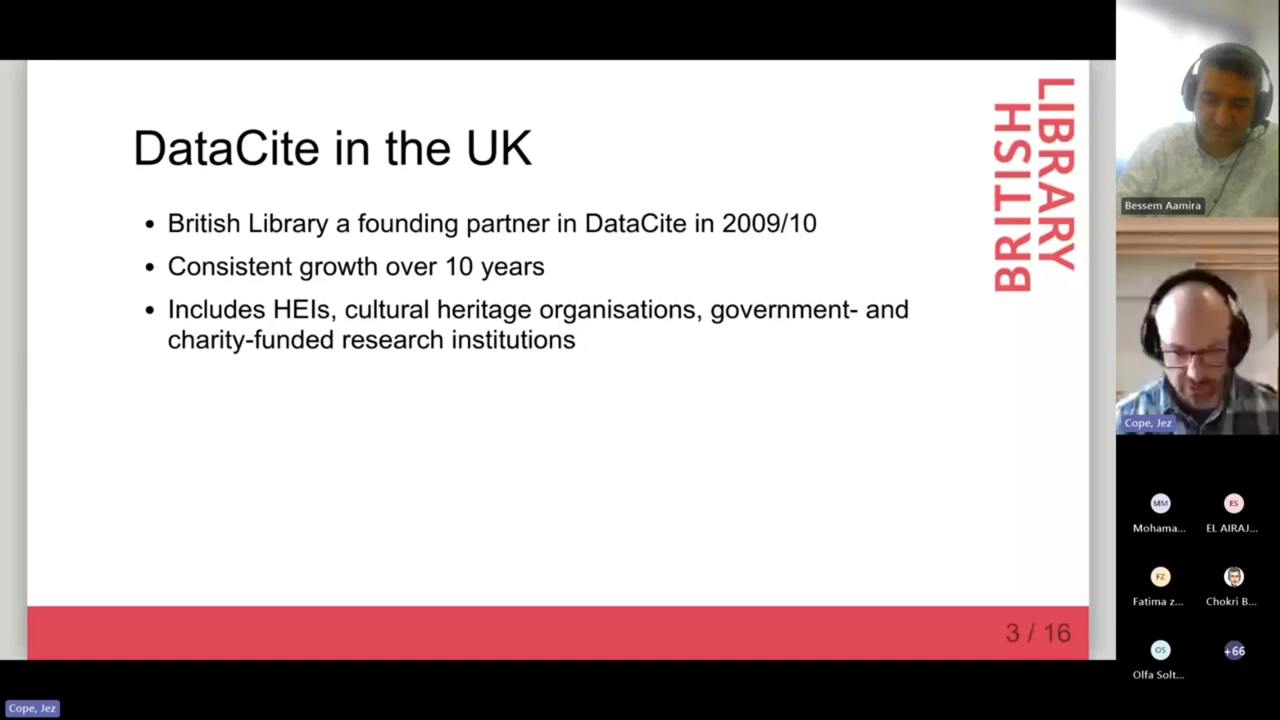 DataCite in the UK
• British Library a founding partner in DataCite in 2009/10
• Consistent growth over 10 years
• Includes HEIs, cultural heritage organisations, government- and
charity-funded research institutions
BRITISH
LIBRARY
3 / 16
Bessem Aamira
Cope, Jez
MM
Mohama...
ES
EL AIRAJ...
FZ
Fatima z...
Chokri B...
OS
Olfa Solt...
+66
Cope, Jez